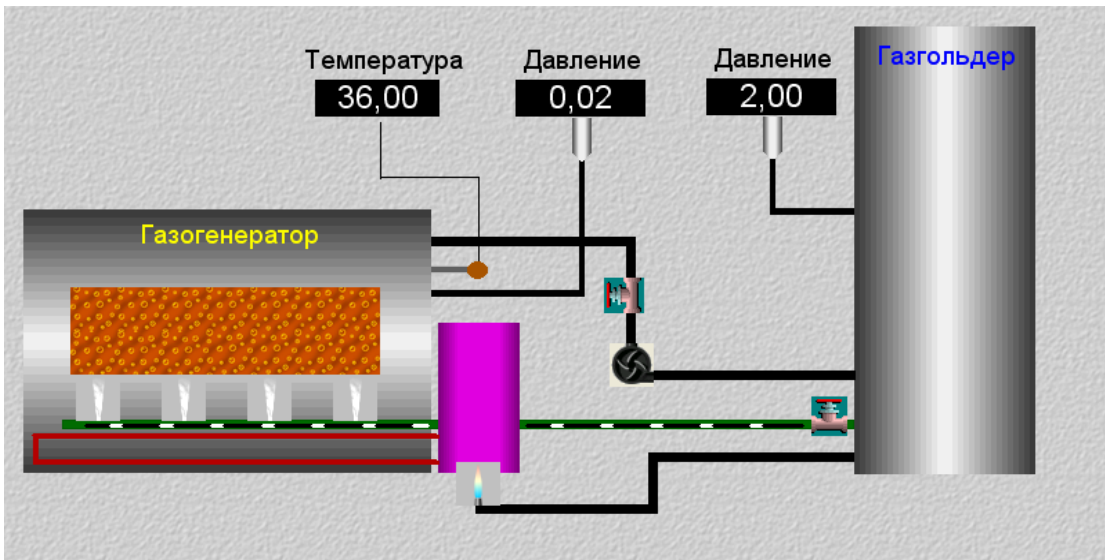 Температура
Давление
Давление
Газгольдер
36,00
0,02
2,00
Газогенератор